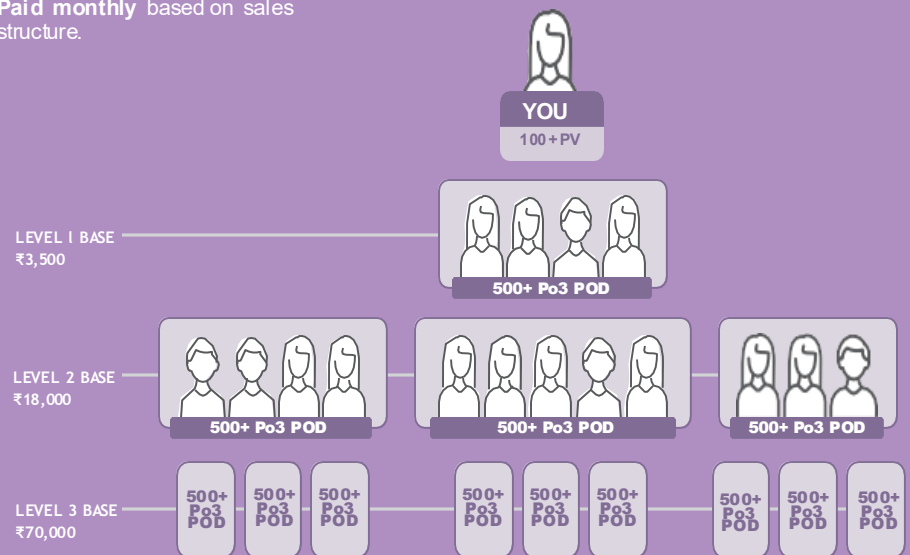 Paid monthly based on sales
structure.
YOU
100+PV
LEVEL 1 BASE
₹3,500
500+ Po3 POD
LEVEL 2 BASE
₹18,000
500+ Po3 POD
500+ Po3 POD
500+ Po3 POD
LEVEL 3 BASE
₹70,000
500+
Po3
POD
500+
Po3
POD
500+
Po3
POD
500+
Po3
POD
500+
Po3
POD
500+
Po3
POD
500+
Po3
POD
500+
Po3
POD
500+
Po3
POD